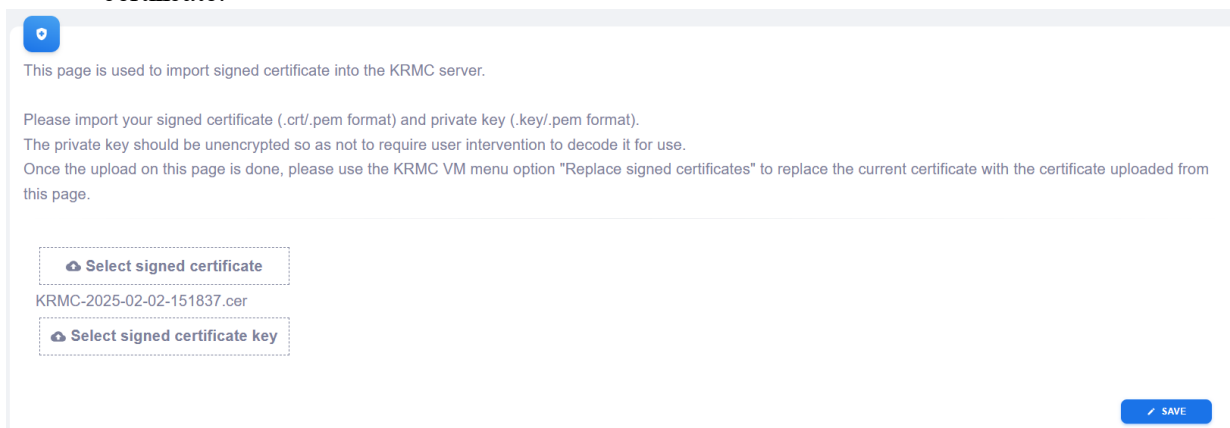 This page is used to import signed certificate into the KRMC server.
Please import your signed certificate (.crt/.pem format) and private key (.key/.pem format).
The private key should be unencrypted so as not to require user intervention to decode it for use.
Once the upload on this page is done, please use the KRMC VM menu option "Replace signed certificates" to replace the current certificate with the certificate uploaded from
this page.
Select signed certificate
KRMC-2025-02-02-151837.cer
Select signed certificate key
SAVE